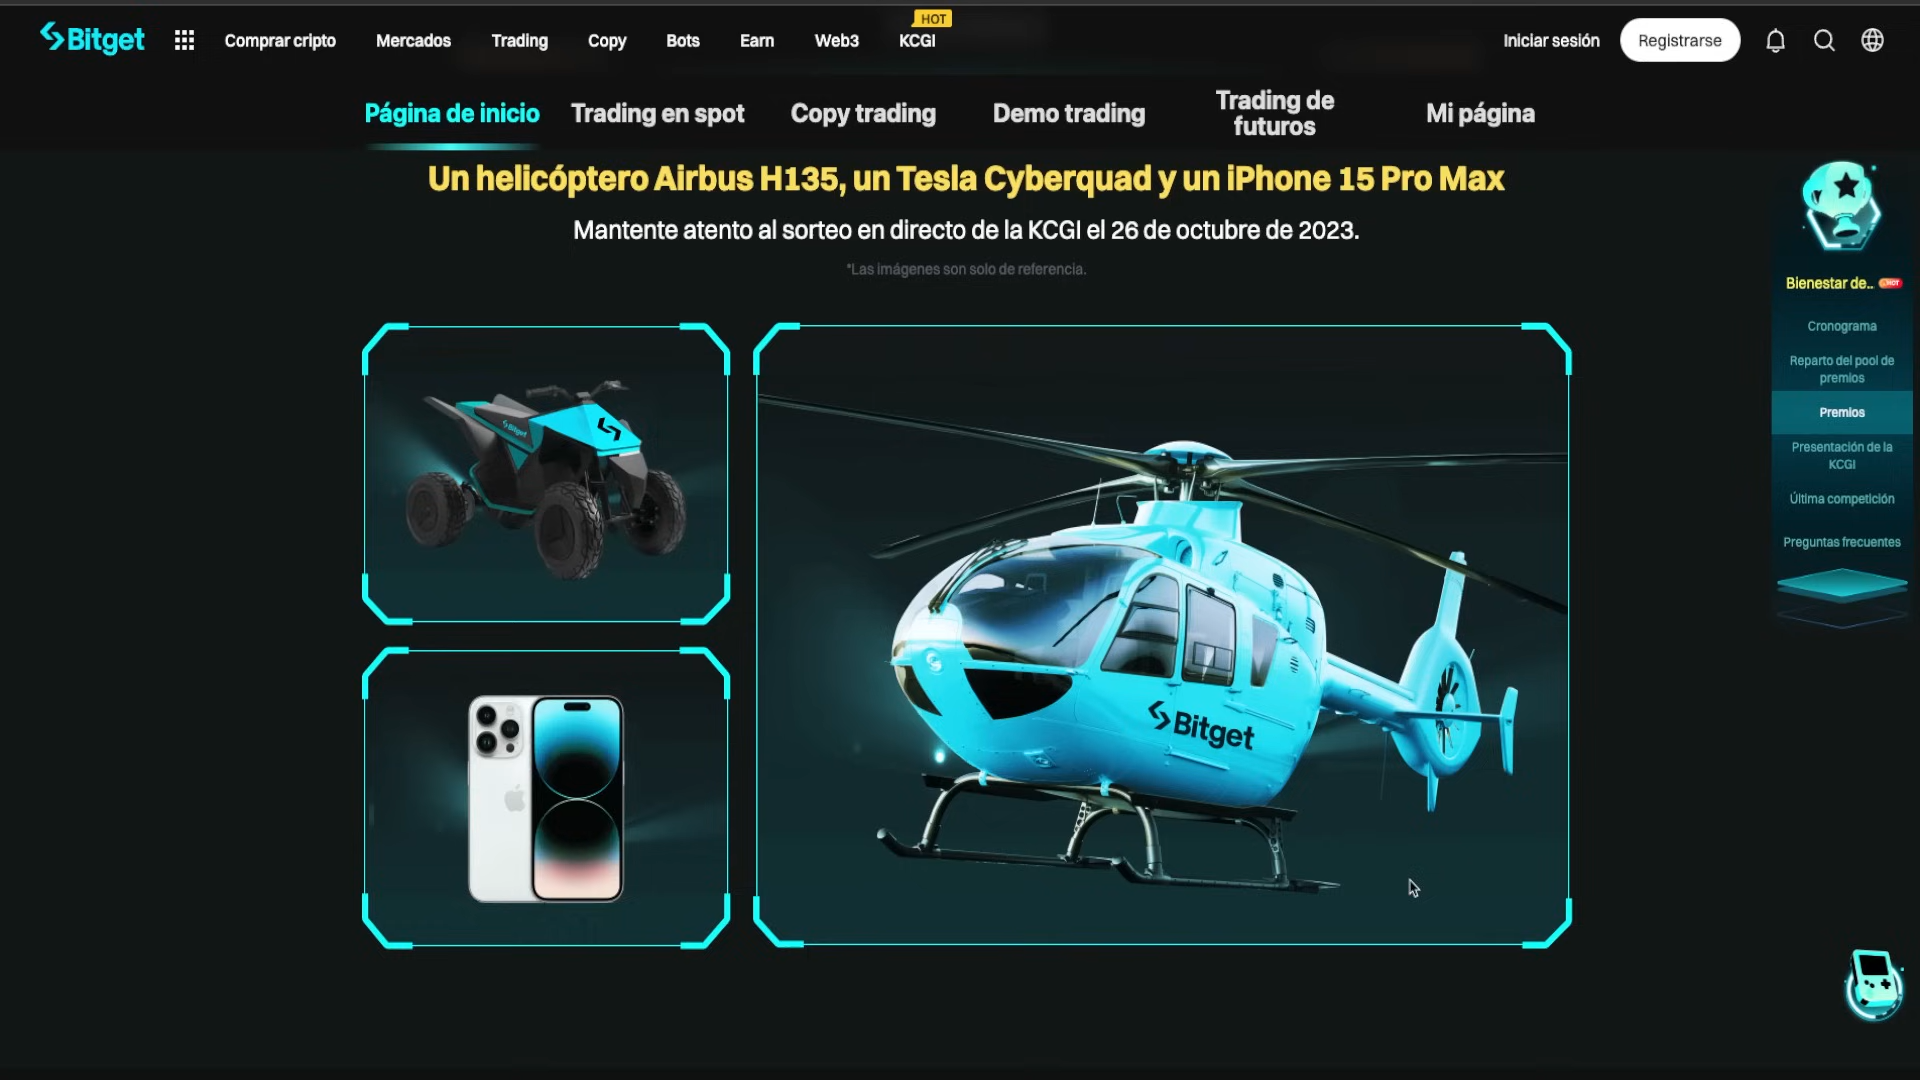 Bitget
Comprar cripto
Mercados
Trading
Copy
Bots
Earn
Web3
HOT
KCGI
Iniciar sesión
Registrarse
Página de inicio
Trading en spot
Copy trading
Demo trading
Trading de
futuros
Mi página
Un helicóptero Airbus H135, un Tesla Cyberquad y un iPhone 15 Pro Max
Mantente atento al sorteo en directo de la KCGI el 26 de octubre de 2023.
*Las imágenes son solo de referencia.
Bitget
Bitget
Bienestar de.. HOT
Cronograma
Reparto del pool de
premios
Premios
Presentación de la
KCGI
Última competición
Preguntas frecuentes